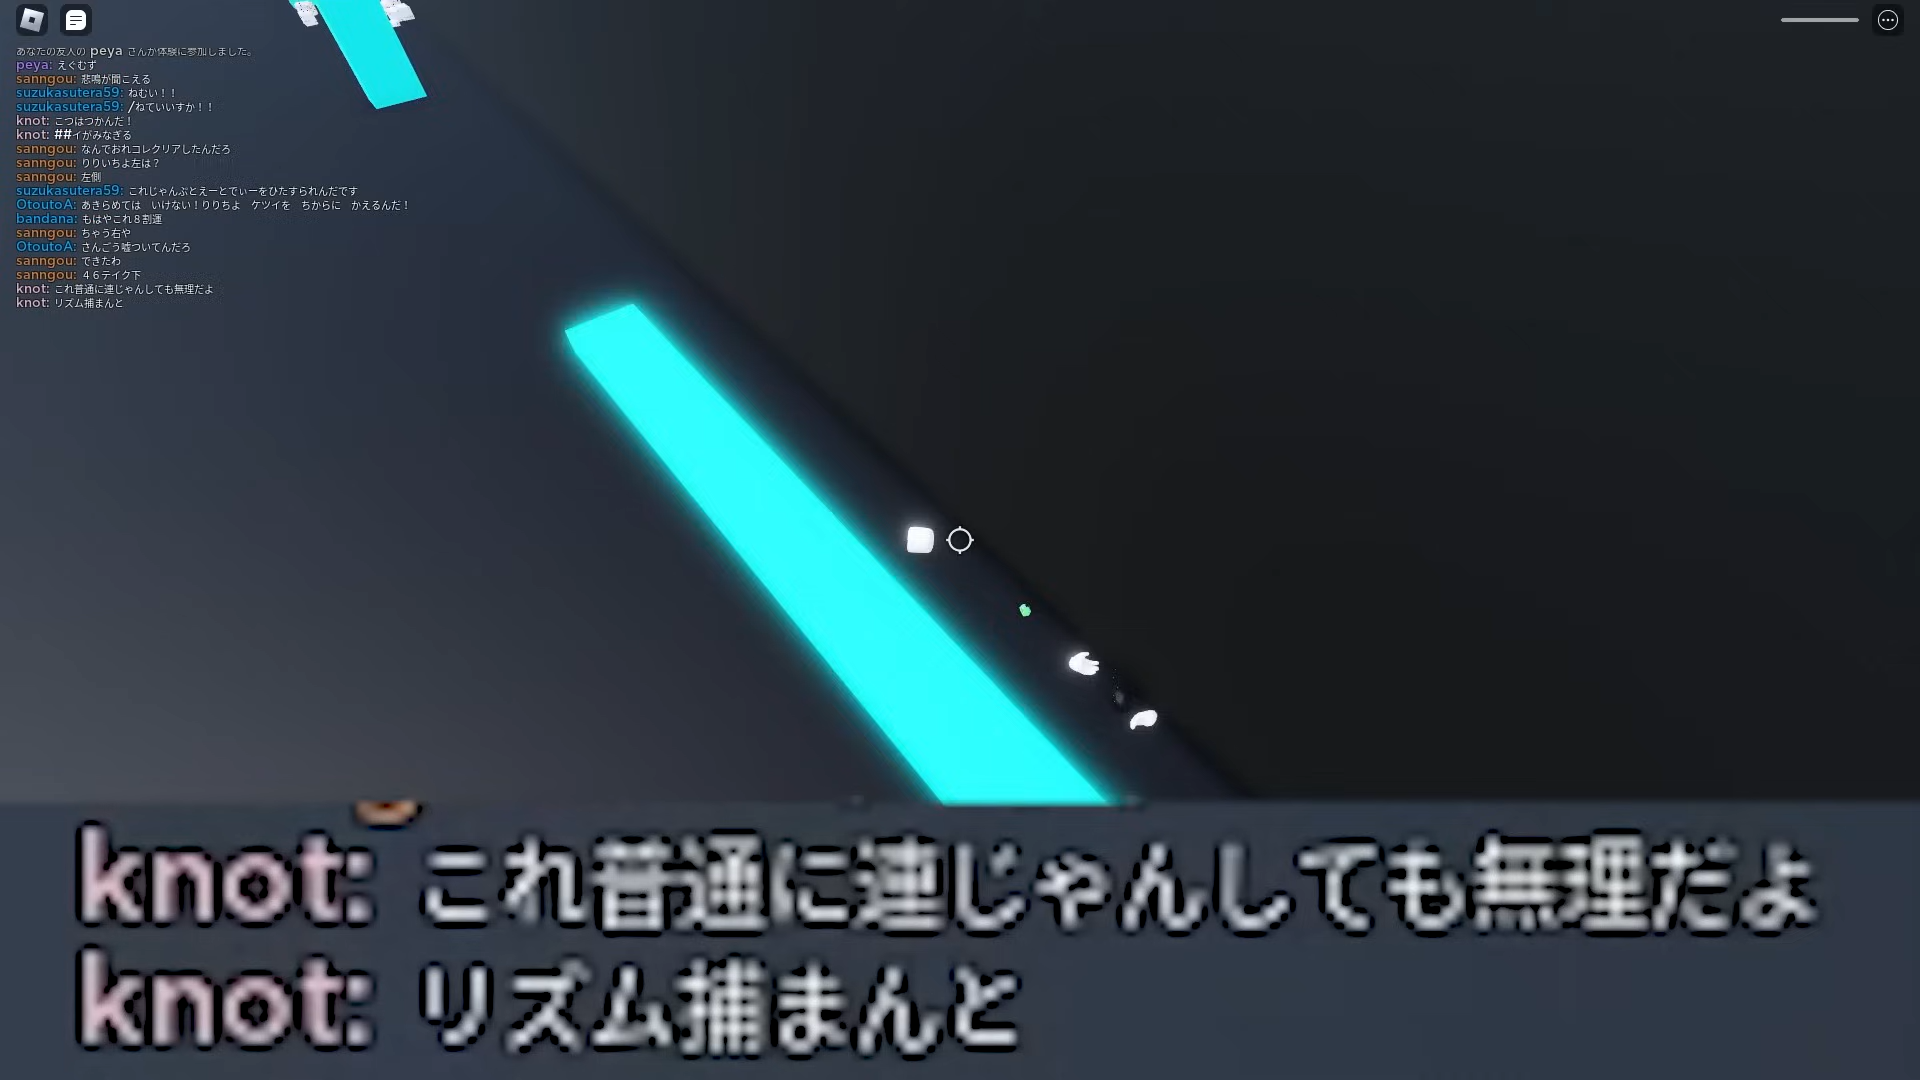 あなたの友人の peya さんが体験に参加しました。
peya: えぐむず
sanngou: 悲鳴が聞こえる
suzukasutera59: ねむい！！
suzukasutera59: /ねていいすか！！
knot: こつはつかんだ！
knot: ##イがみなぎる
sanngou: なんでおれコレクリアしたんだろ
sanngou: りりいちよ左は？
sanngou: 左側
suzukasutera59: これじゃんぷとえーとでぃーをひたすられんだです
OtoutoA: あきらめては　いけない！りりちよ　ケツイを　ちからに　かえるんだ！
bandana: もはやこれ８割運
sanngou: ちゃう右や
OtoutoA: さんごう嘘ついてんだろ
sanngou: できたわ
sanngou: ４６テイク下
knot: これ普通に連じゃんしても無理だよ
knot: リズム捕まんと
knot: これ普通に連じゃんしても無理だよ
knot: リズム捕まんと